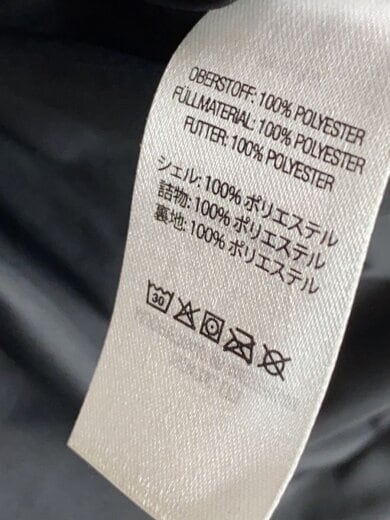 OBERSTOFF: 100% POLYESTER
FÜLLMATERIAL: 100% POLYESTER
FUTTER: 100% POLYESTER
シェル: 100% ポリエステル
詰物: 100% ポリエステル
裏地: 100% ポリエステル
30